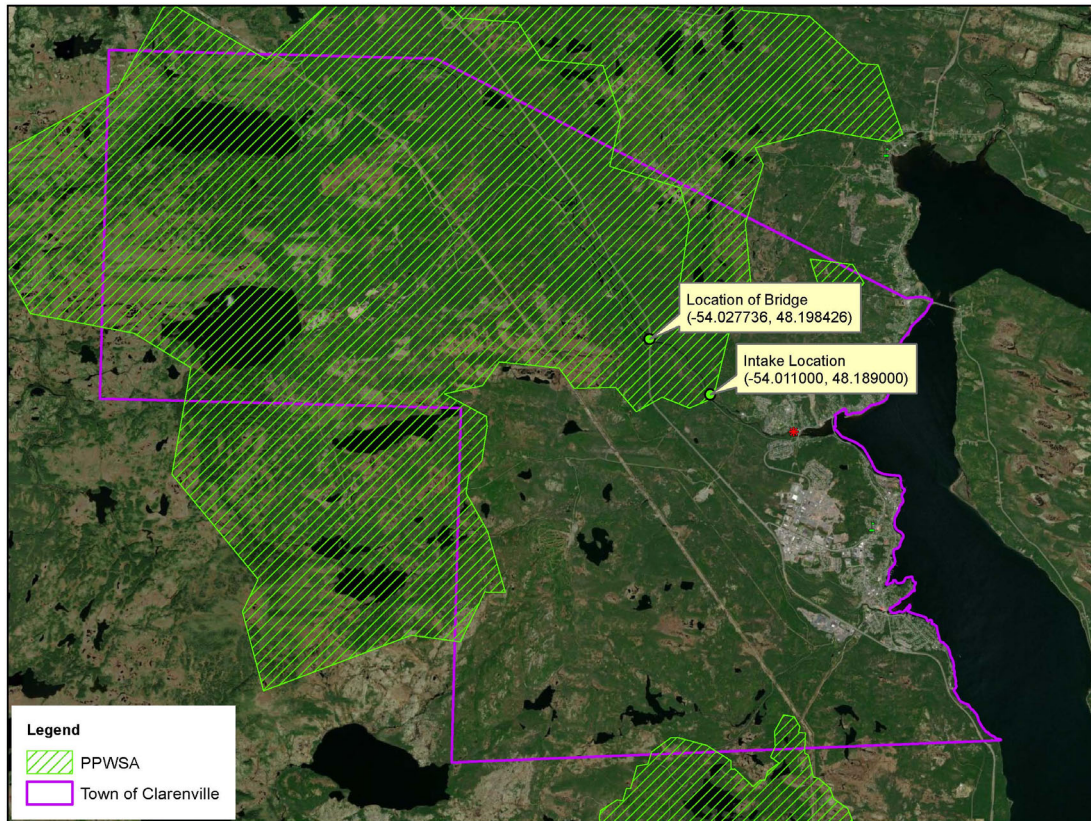 Location of Bridge
(-54.027736, 48.198426)
Intake Location
(-54.011000, 48.189000)
Legend
PPWSA
Town of Clarenville